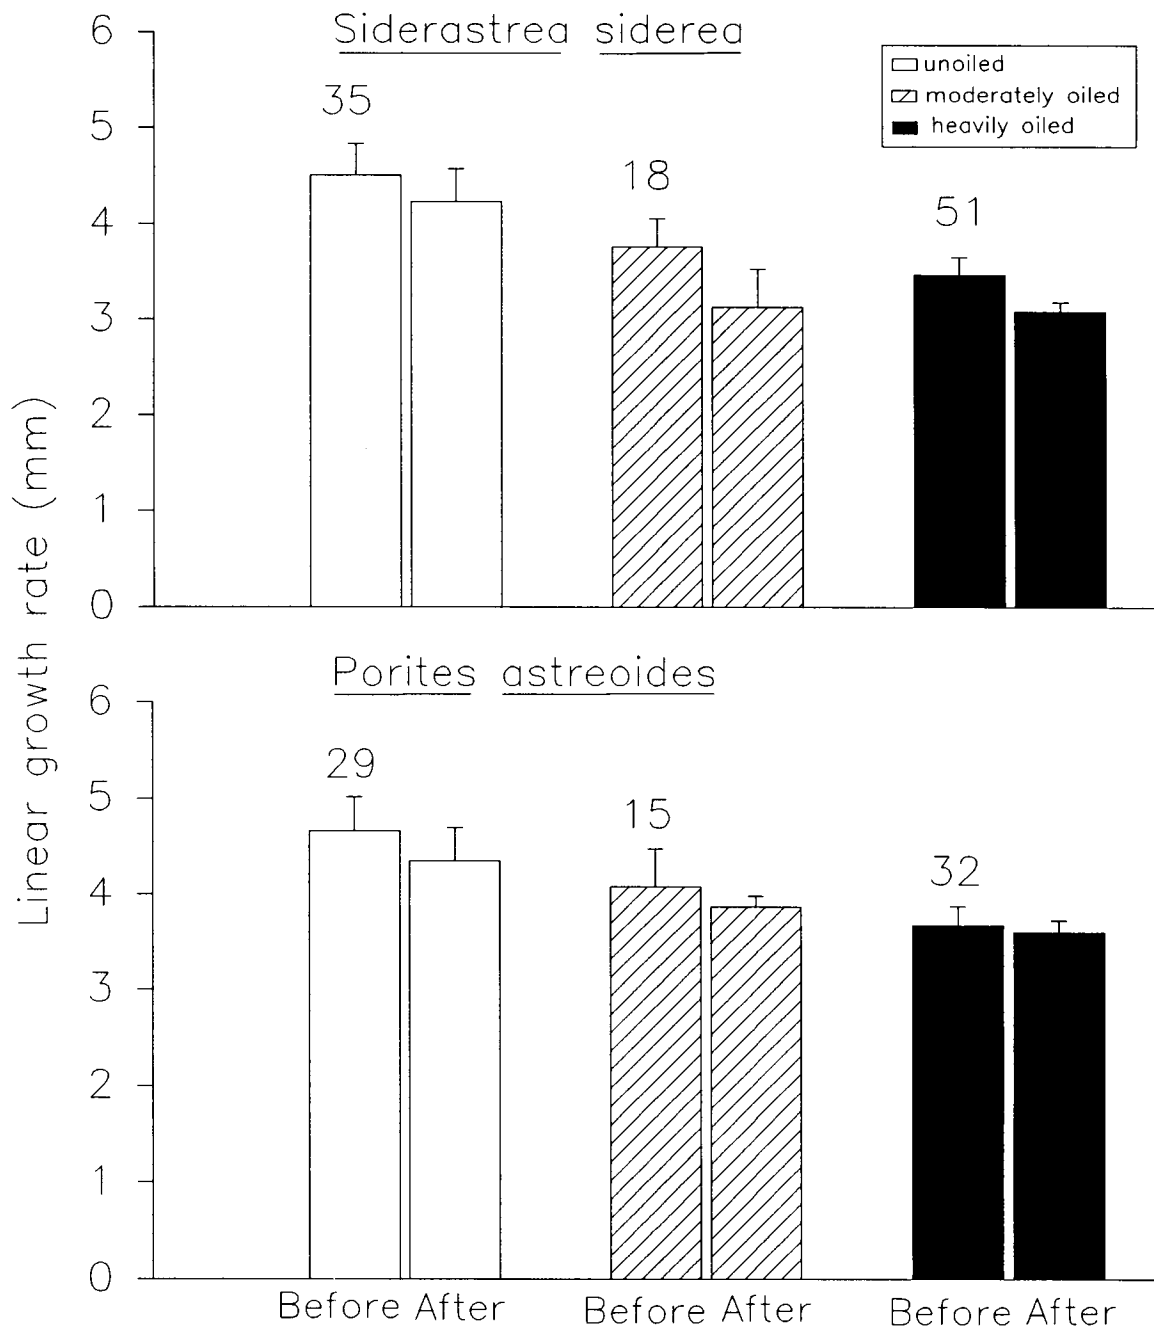 Siderastrea siderea
unoiled
moderately oiled
heavily oiled
6
5
4
3
2
1
0
35
18
51
Linear growth rate (mm)
Porites astreoides
6
5
4
3
2
1
0
29
15
32
Before After Before After Before After